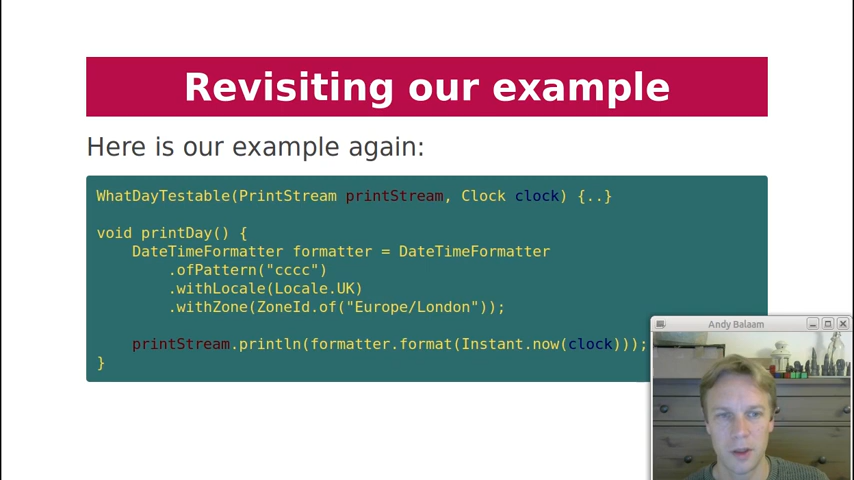 Revisiting our example
Here is our example again:
WhatDayTestable(PrintStream printStream, Clock clock) {..}
void printDay() {
DateTimeFormatter formatter = DateTimeFormatter
.ofPattern("cccc")
.withLocale(Locale.UK)
.withZone(ZoneId.of("Europe/London"));
printStream.println(formatter.format(Instant.now(clock)));
}
Andy Balaam